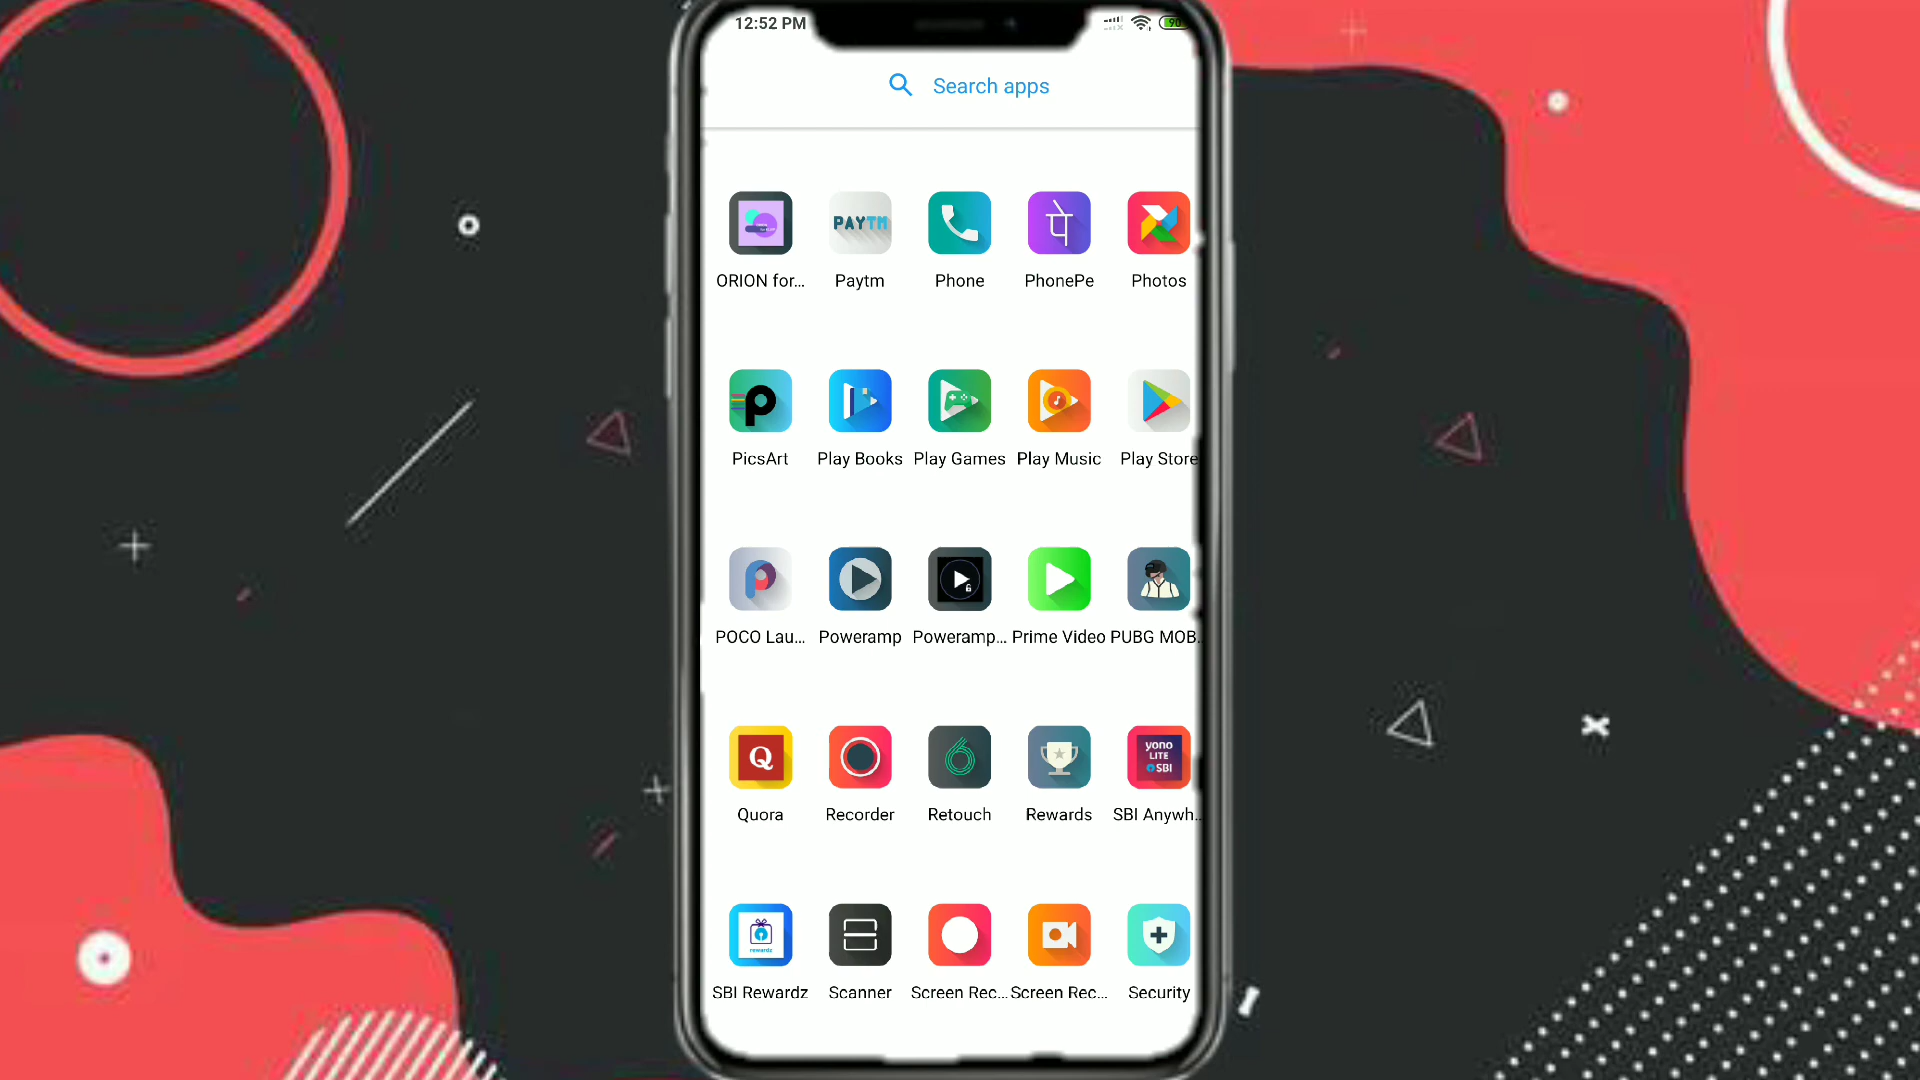 12:52 PM
90
Search apps
PAYTM
ORION for... Paytm Phone PhonePe Photos
PicsArt Play Books Play Games Play Music Play Store
POCO Lau... Poweramp Poweramp... Prime Video PUBG MOB...
Q
yono
LITE
SBI
Quora Recorder Retouch Rewards SBI Anywh...
rewardz
SBI Rewardz Scanner Screen Rec... Screen Rec... Security